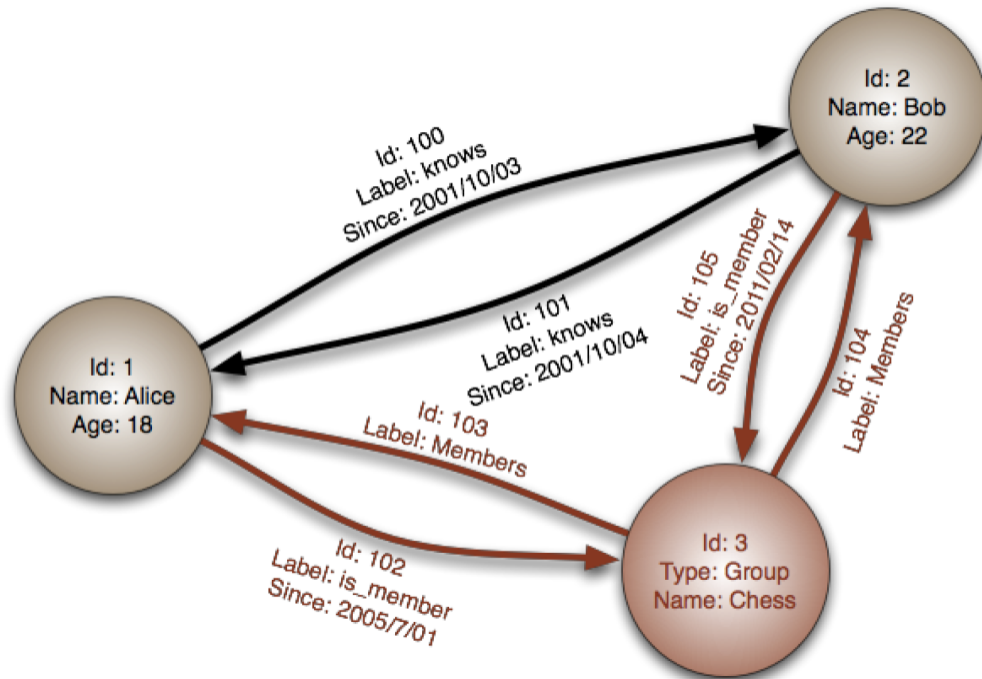 Id: 2
Name: Bob
Age: 22
Id: 100
Label: knows
Since: 2001/10/03
Id: 101
Label: knows
Since: 2001/10/04
Id: 105
Label: is_member
Since: 2011/02/14
Id: 104
Label: Members
Id: 1
Name: Alice
Age: 18
Id: 103
Label: Members
Id: 102
Label: is_member
Since: 2005/7/01
Id: 3
Type: Group
Name: Chess